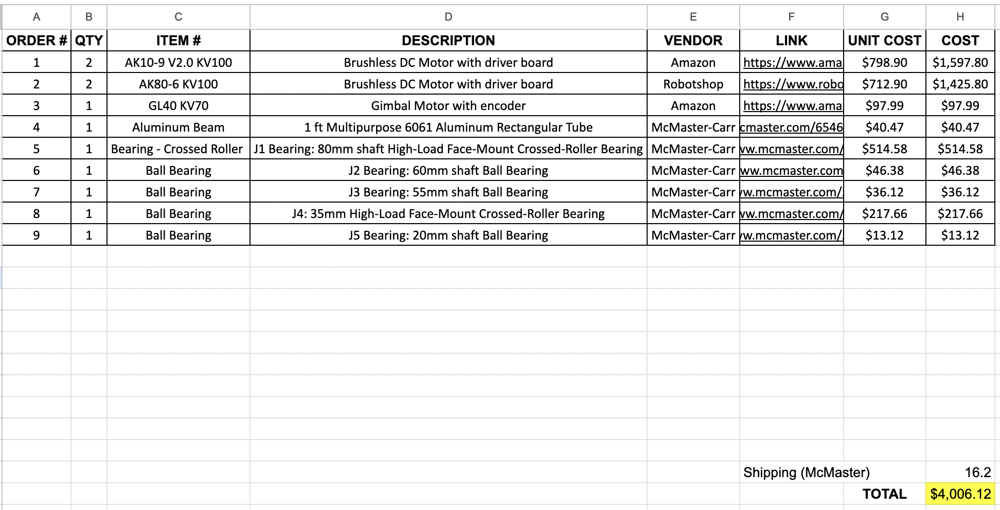 A B C D E F G H
ORDER # QTY ITEM # DESCRIPTION VENDOR LINK UNIT COST COST
1 2 AK10-9 V2.0 KV100 Brushless DC Motor with driver board Amazon https://www.ama $798.90 $1,597.80
2 2 AK80-6 KV100 Brushless DC Motor with driver board Robotshop https://www.robo $712.90 $1,425.80
3 1 GL40 KV70 Gimbal Motor with encoder Amazon https://www.ama $97.99 $97.99
4 1 Aluminum Beam 1 ft Multipurpose 6061 Aluminum Rectangular Tube McMaster-Carr cmaster.com/6546 $40.47 $40.47
5 1 Bearing - Crossed Roller J1 Bearing: 80mm shaft High-Load Face-Mount Crossed-Roller Bearing McMaster-Carr w.mcmaster.com/ $514.58 $514.58
6 1 Ball Bearing J2 Bearing: 60mm shaft Ball Bearing McMaster-Carr ww.mcmaster.com $46.38 $46.38
7 1 Ball Bearing J3 Bearing: 55mm shaft Ball Bearing McMaster-Carr w.mcmaster.com/ $36.12 $36.12
8 1 Ball Bearing J4: 35mm High-Load Face-Mount Crossed-Roller Bearing McMaster-Carr w.mcmaster.com/ $217.66 $217.66
9 1 Ball Bearing J5 Bearing: 20mm shaft Ball Bearing McMaster-Carr w.mcmaster.com/ $13.12 $13.12
Shipping (McMaster) 16.2
TOTAL $4,006.12